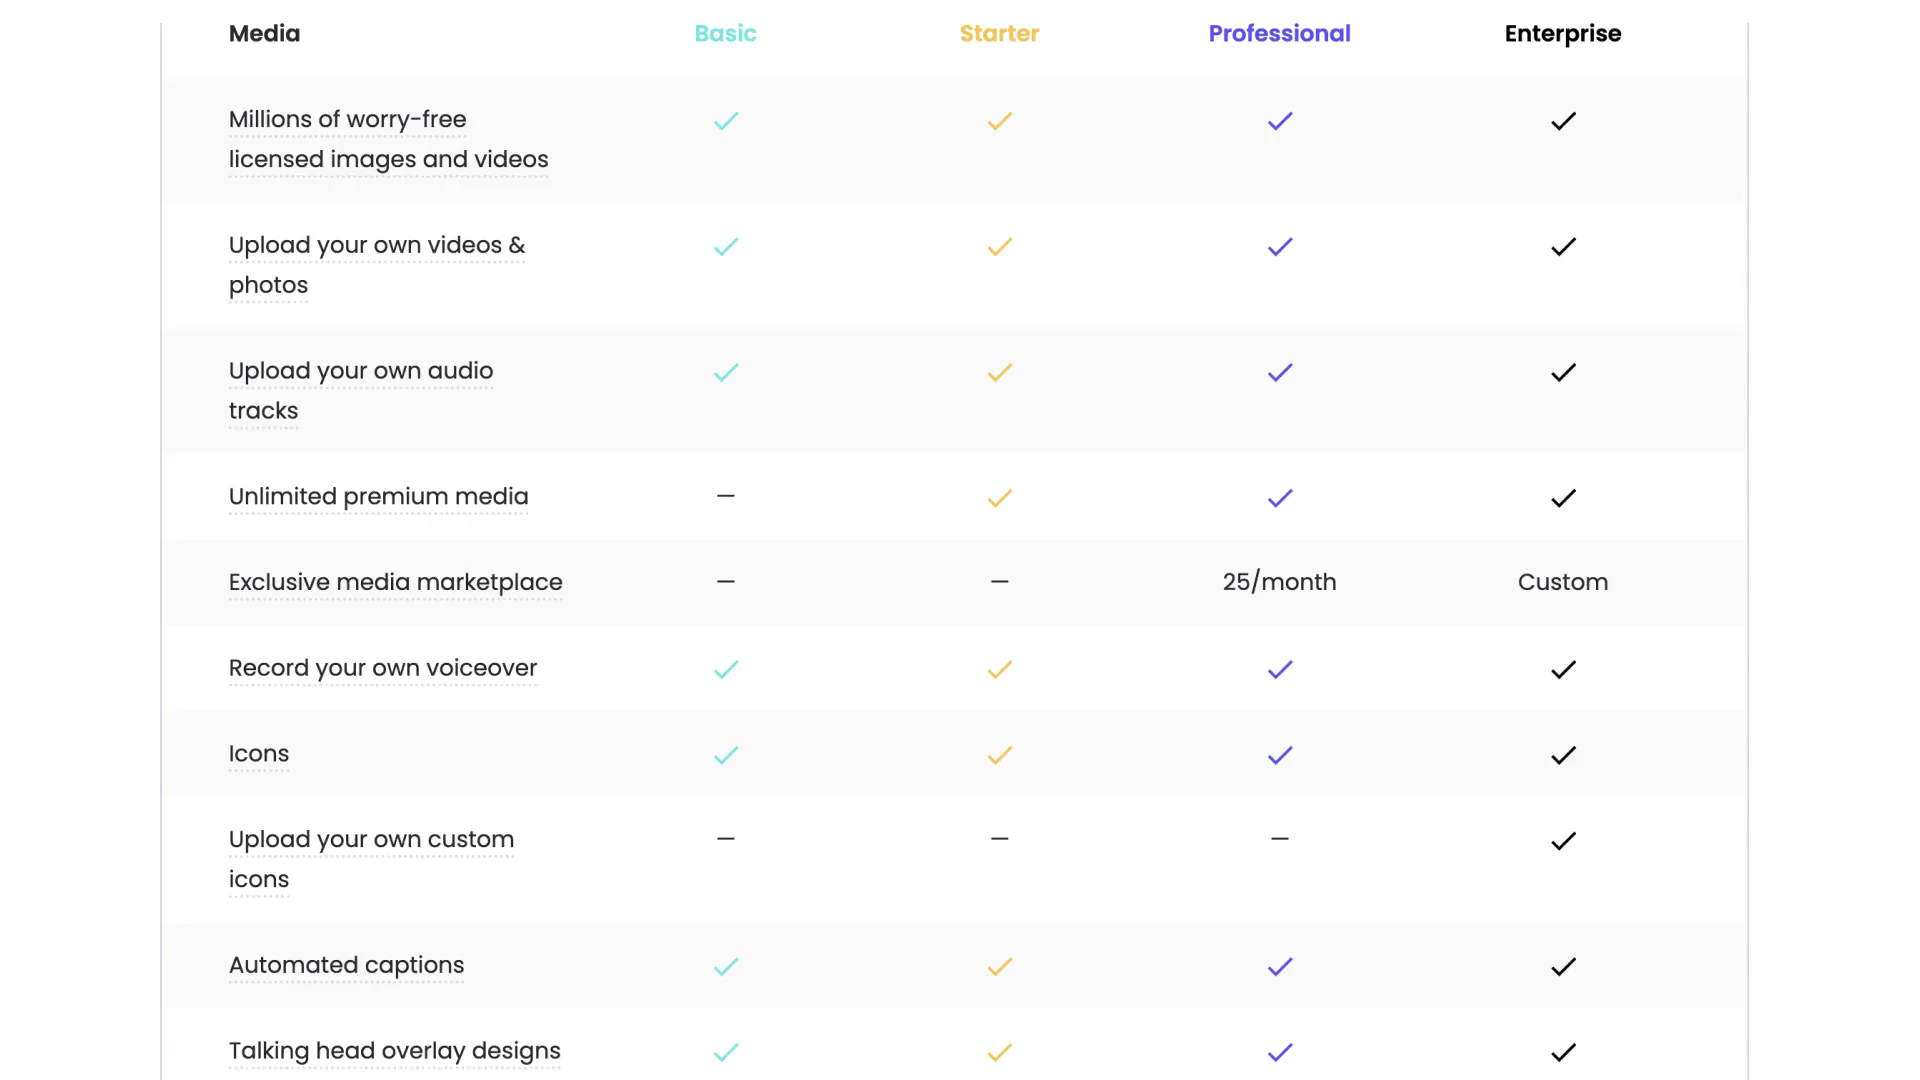 Media Basic Starter Professional Enterprise
Millions of worry-free
licensed images and videos
Upload your own videos &
photos
Upload your own audio
tracks
Unlimited premium media —
Exclusive media marketplace — — 25/month Custom
Record your own voiceover
Icons
Upload your own custom — — —
icons
Automated captions
Talking head overlay designs